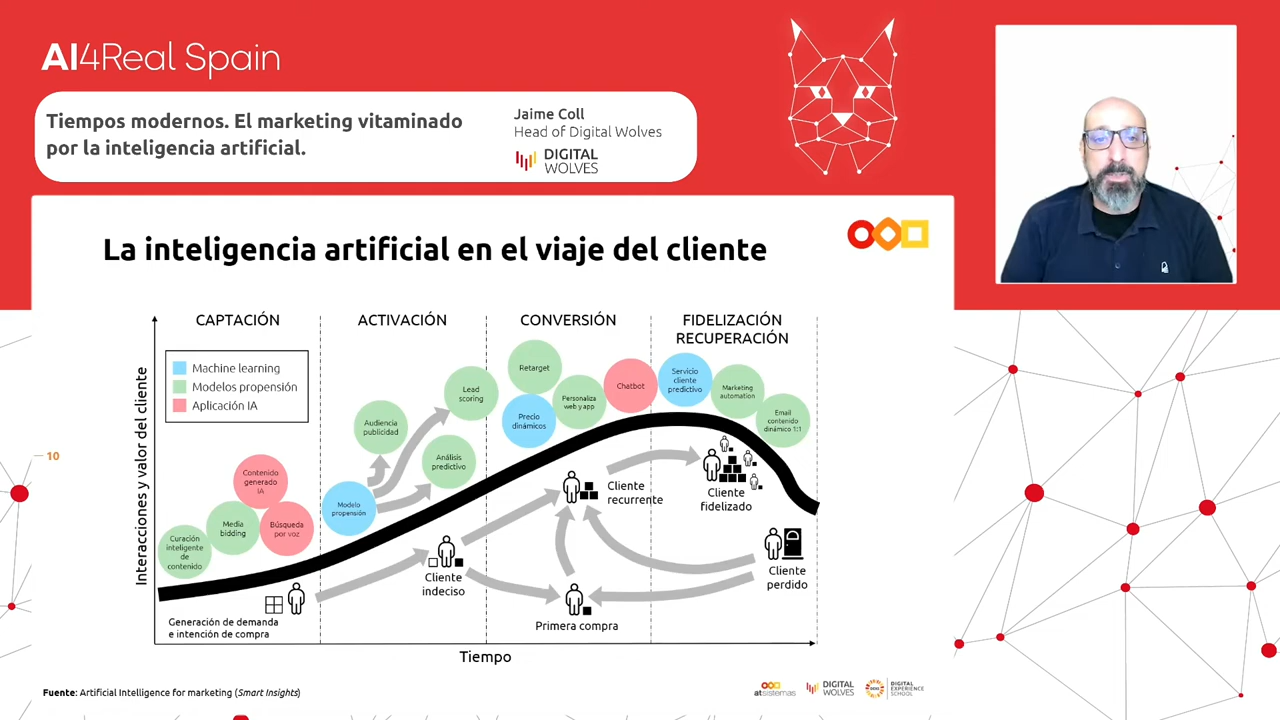 AI4Real Spain
Tiempos modernos. El marketing vitaminado
por la inteligencia artificial.
Jaime Coll
Head of Digital Wolves
DIGITAL
WOLVES
La inteligencia artificial en el viaje del cliente
CAPTACIÓN
ACTIVACIÓN
CONVERSIÓN
FIDELIZACIÓN
RECUPERACIÓN
Machine learning
Modelos propensión
Aplicación IA
Interacciones y valor del cliente
Curación
inteligente
de
contenido
Media
bidding
Contenido
generado
IA
Búsqueda
por voz
Modelo
propensión
Audiencia
publicidad
Lead
scoring
Análisis
predictivo
Retarget
Precio
dinámicos
Personaliza
web y app
Chatbot
Servicio
cliente
predictivo
Marketing
automation
Email
contenido
dinámico 1:1
Generación de demanda
e intención de compra
Cliente
indeciso
Primera compra
Cliente
recurrente
Cliente
fidelizado
Cliente
perdido
Tiempo
10
Fuente: Artificial Intelligence for marketing (Smart Insights)
atsistemas
DIGITAL
WOLVES
DIGITAL
EXPERIENCE
SCHOOL